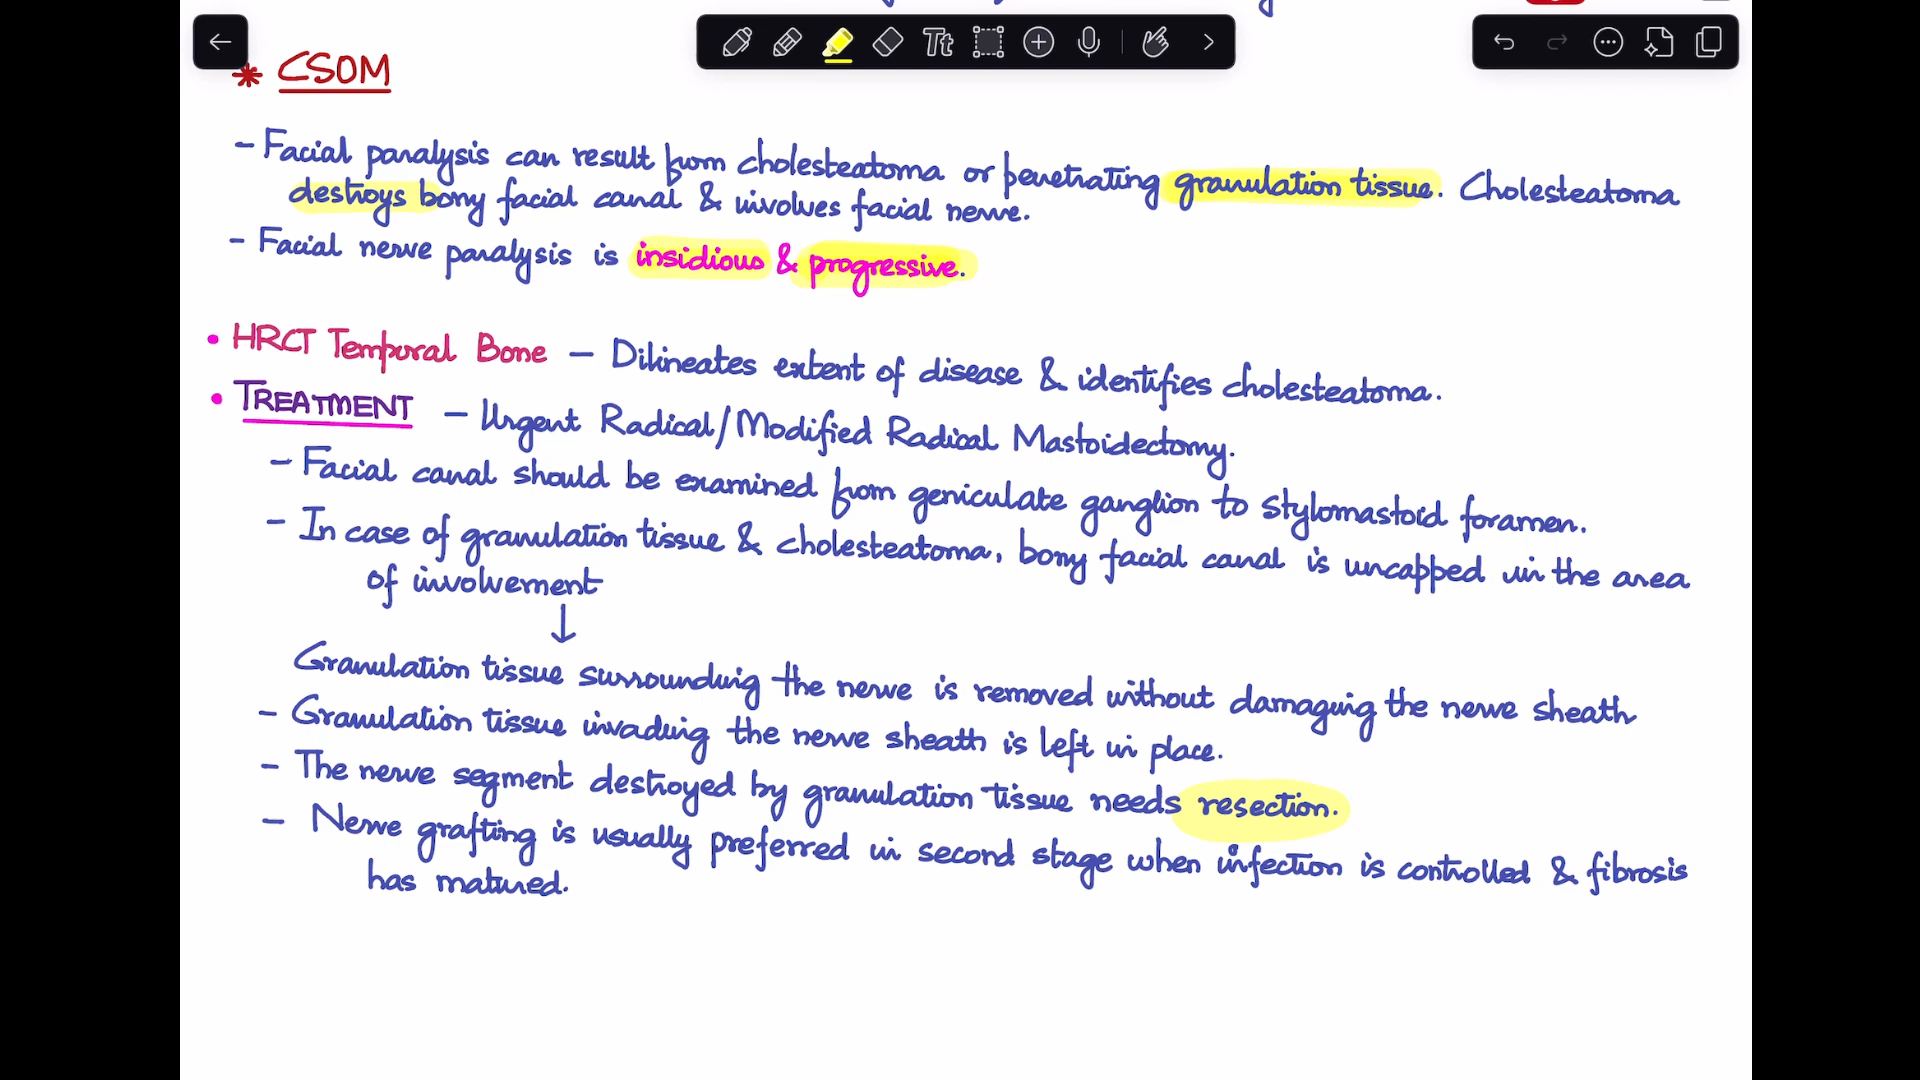 * CSOM
- Facial paralysis can result from cholesteatoma or penetrating granulation tissue. Cholesteatoma
destroys bony facial canal & involves facial nerve.
- Facial nerve paralysis is insidious & progressive.
• HRCT Temporal Bone - Dilineates extent of disease & identifies cholesteatoma.
• TREATMENT - Urgent Radical/Modified Radical Mastoidectomy.
- Facial canal should be examined from geniculate ganglion to stylomastoid foramen.
- In case of granulation tissue & cholesteatoma, bony facial canal is uncapped in the area
of involvement
↓
Granulation tissue surrounding the nerve is removed without damaging the nerve sheath
- Granulation tissue invading the nerve sheath is left in place.
- The nerve segment destroyed by granulation tissue needs resection.
- Nerve grafting is usually preferred in second stage when infection is controlled & fibrosis
has matured.